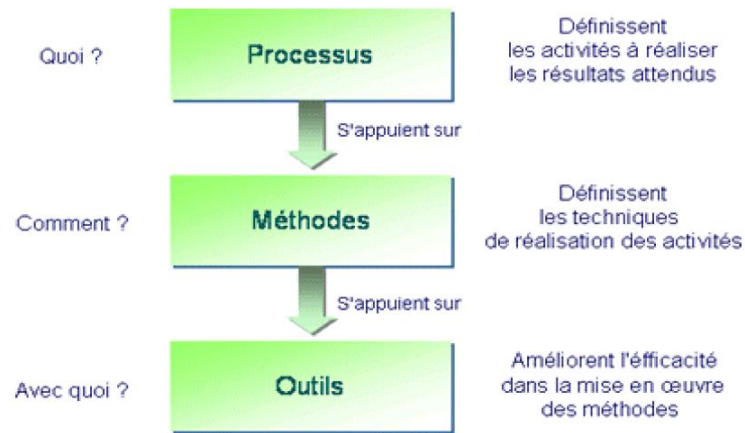 Quoi ?
Processus
Définissent
les activités à réaliser
les résultats attendus
S'appuient sur
Comment ?
Méthodes
Définissent
les techniques
de réalisation des activités
S'appuient sur
Avec quoi ?
Outils
Améliorent l'éfficacité
dans la mise en œuvre
des méthodes